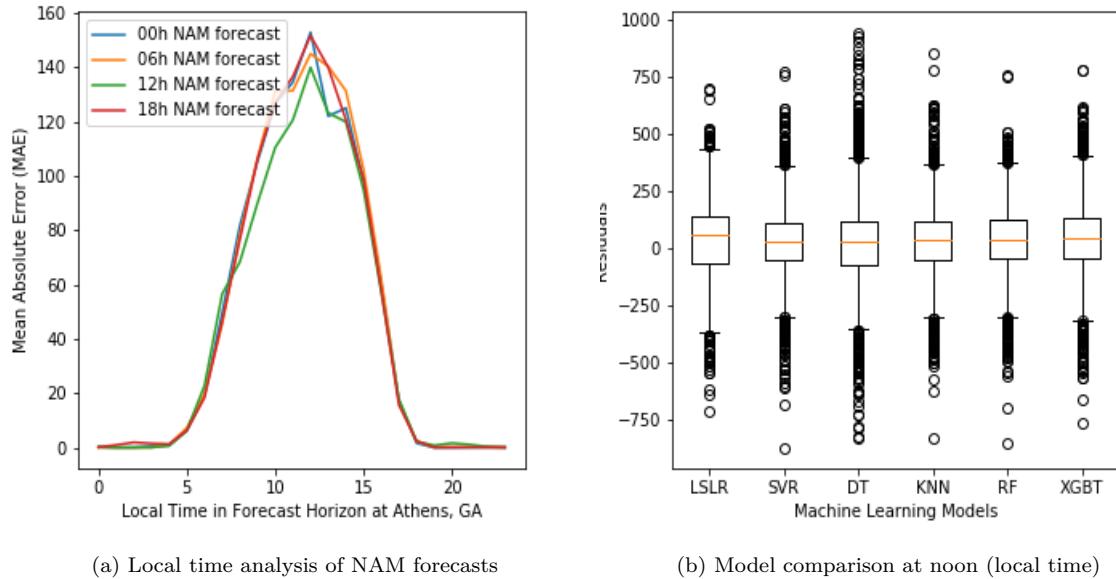 160
140
120
100
80
60
40
20
0
Mean Absolute Error (MAE)
00h NAM forecast
06h NAM forecast
12h NAM forecast
18h NAM forecast
0 5 10 15 20
Local Time in Forecast Horizon at Athens, GA
(a) Local time analysis of NAM forecasts
1000
750
500
250
0
−250
−500
−750
Residuals
LSLR SVR DT KNN RF XGBT
Machine Learning Models
(b) Model comparison at noon (local time)